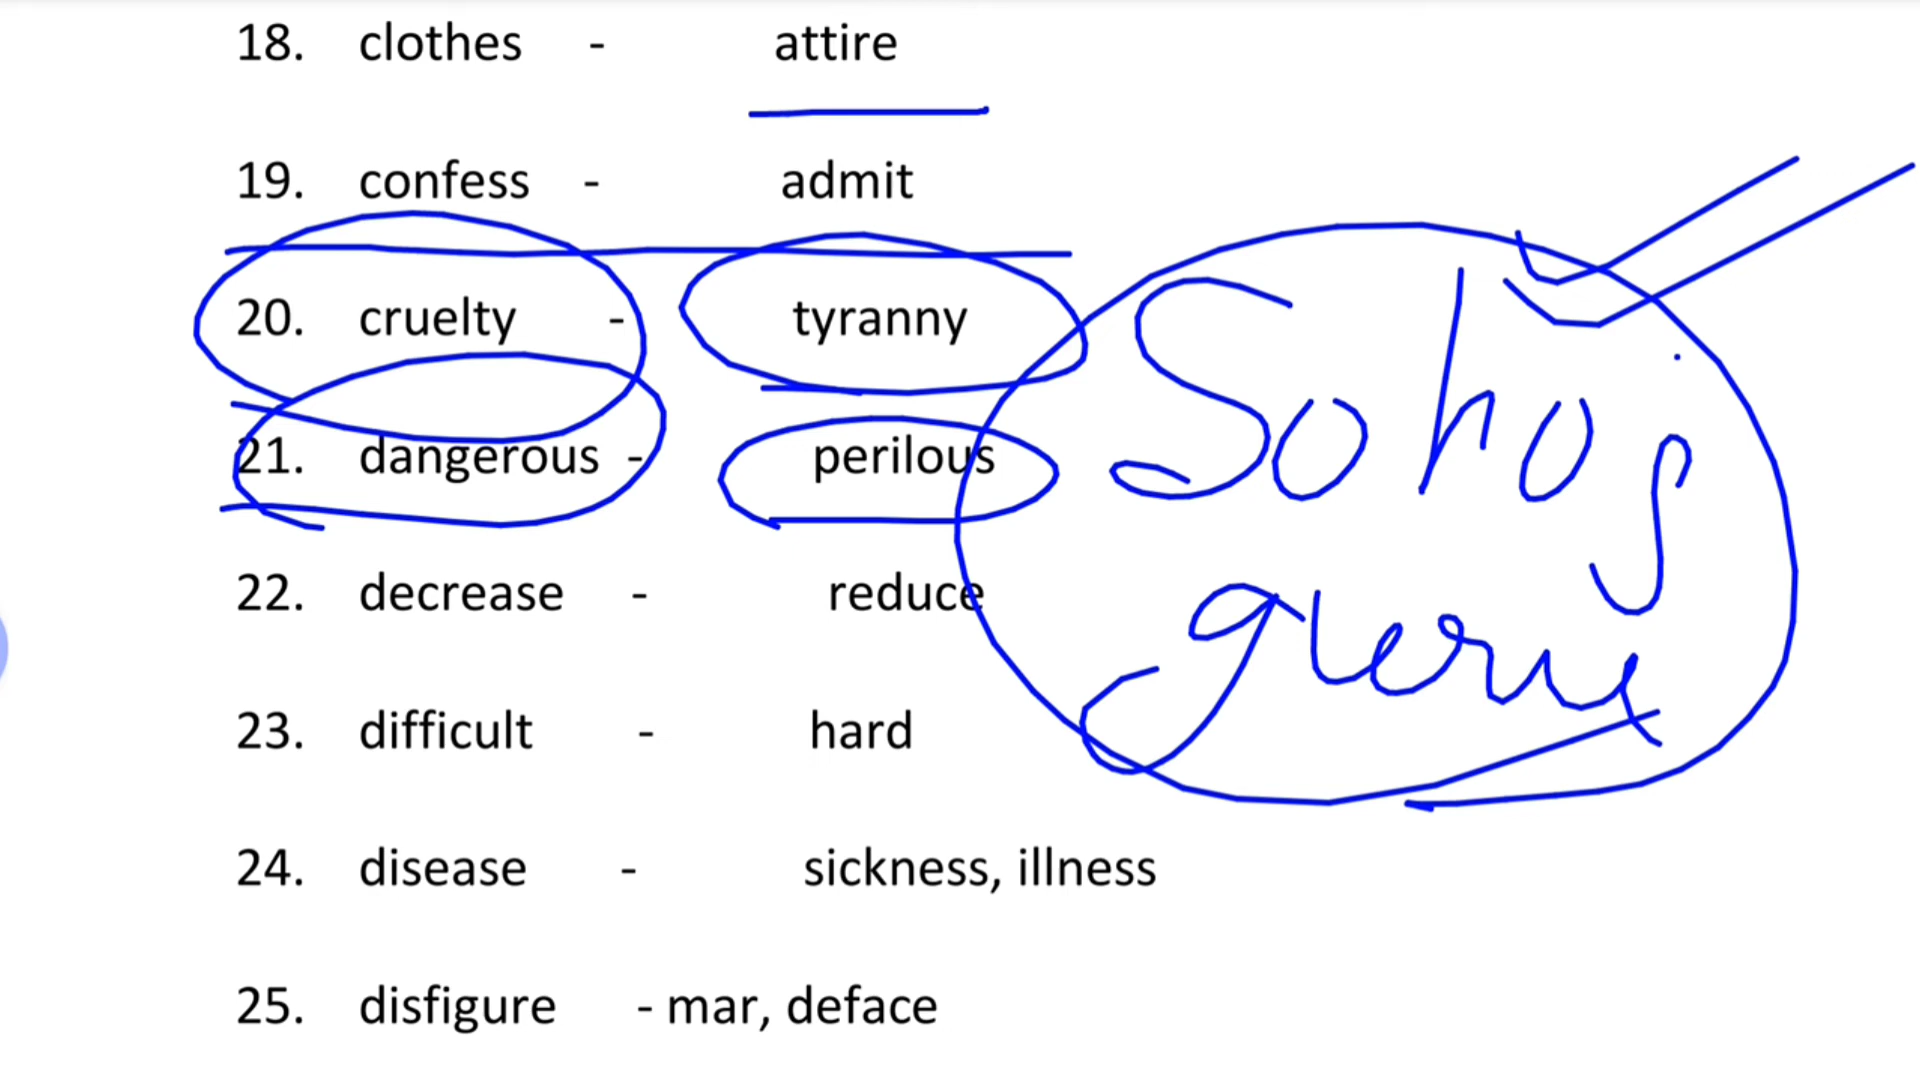 18. clothes - attire
19. confess - admit
20. cruelty - tyranny
21. dangerous - perilous
22. decrease - reduce
23. difficult - hard
24. disease - sickness, illness
25. disfigure - mar, deface